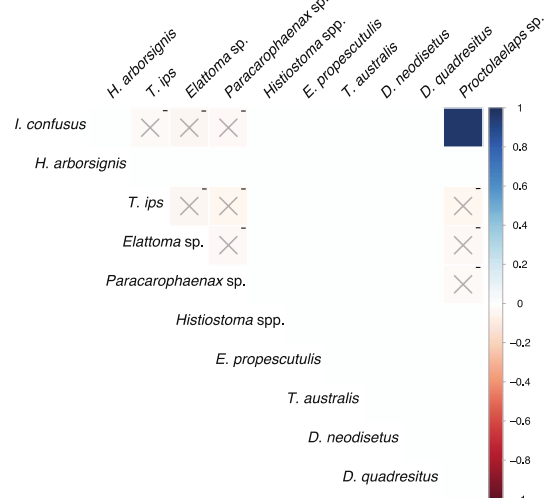 H. arborsignis
T. ips
Elattoma sp.
Paracarophaenax sp.
Histiostoma spp.
E. propescutulis
T. australis
D. neodisetus
D. quadresitus
Proctolaelaps sp.
I. confusus
- - -
1
0.8
H. arborsignis
0.6
T. ips
- - -
0.4
Elattoma sp.
- -
0.2
Paracarophaenax sp.
-
0
Histiostoma spp.
−0.2
E. propescutulis
−0.4
T. australis
−0.6
D. neodisetus
−0.8
D. quadresitus
−1